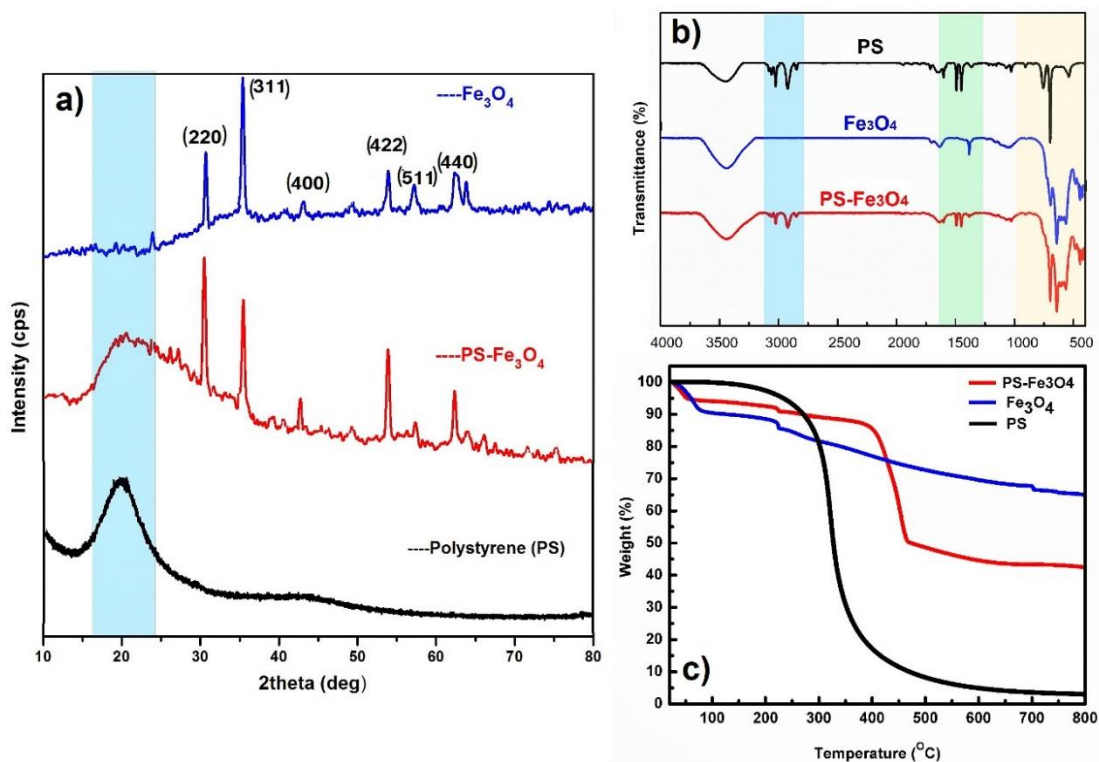 a)
----Fe₃O₄
(311)
(220)
(400)
(422)
(511)
(440)
----PS-Fe₃O₄
----Polystyrene (PS)
Intensity (cps)
10 20 30 40 50 60 70 80
2theta (deg)
b)
PS
Fe₃O₄
PS-Fe₃O₄
Transmittance (%)
4000 3500 3000 2500 2000 1500 1000 500
PS-Fe3O4
Fe₃O₄
PS
c)
Weight (%)
100
90
80
70
60
50
40
30
20
10
0
100 200 300 400 500 600 700 800
Temperature (⁰C)